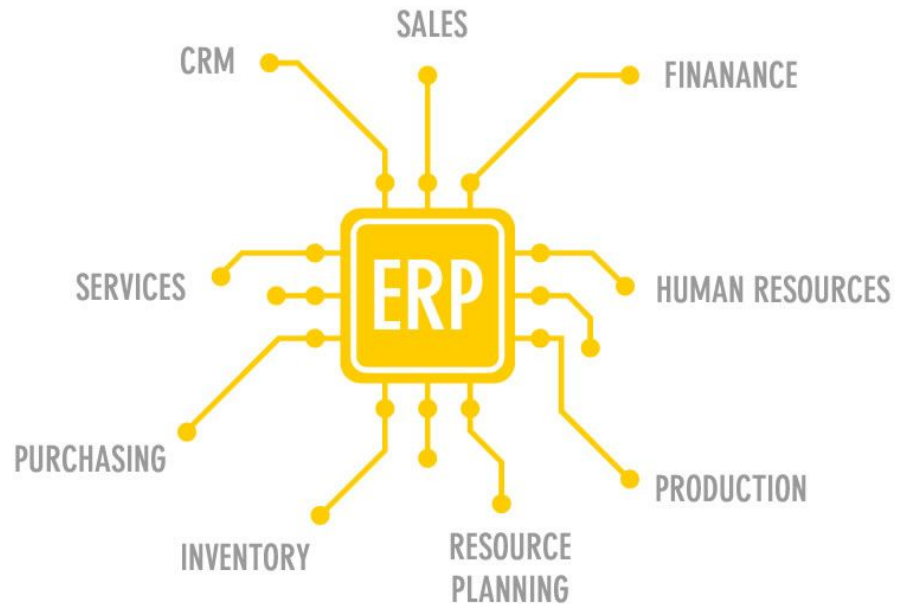 SALES
CRM
FINANANCE
SERVICES
ERP
HUMAN RESOURCES
PURCHASING
PRODUCTION
INVENTORY
RESOURCE
PLANNING